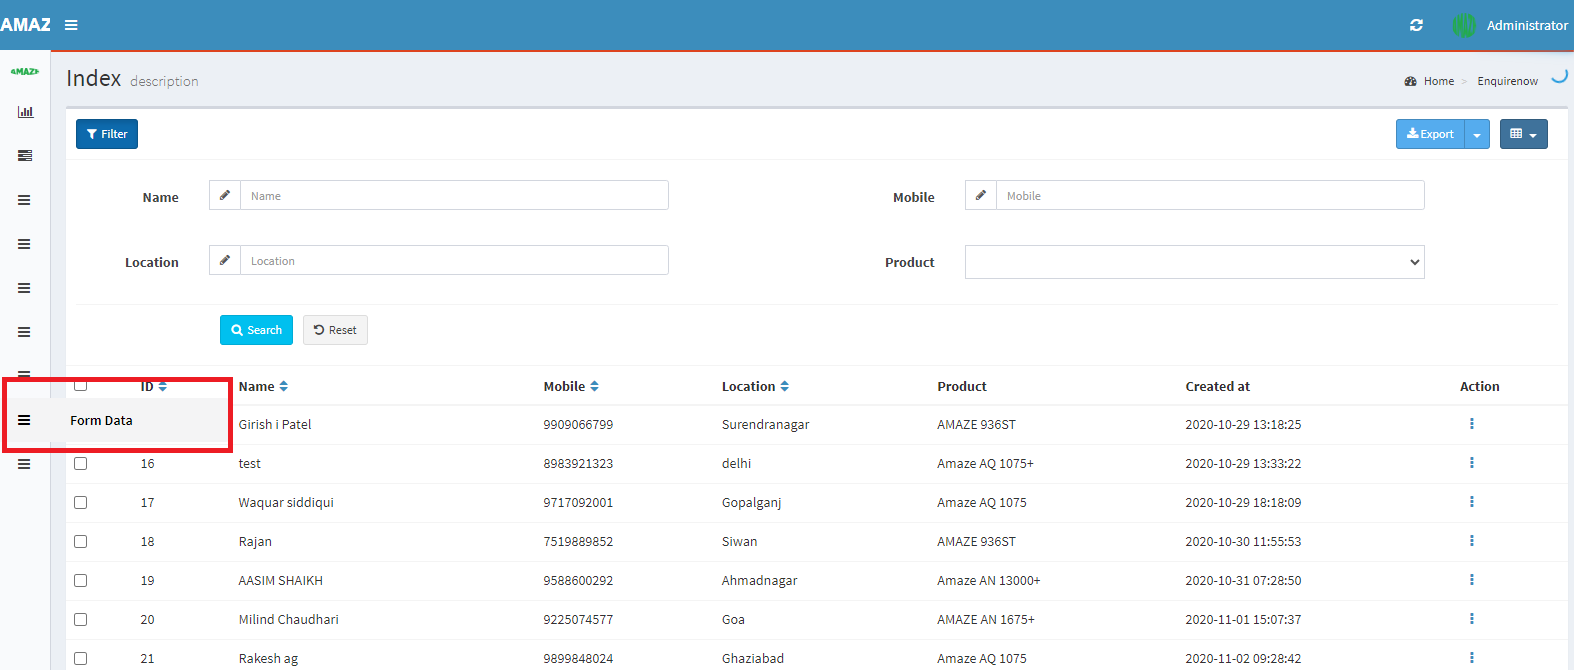 AMAZ
Administrator
AMAZE
Index description
Home > Enquirenow
Filter
Export
Name Name
Mobile Mobile
Location Location
Product
Search Reset
ID Name Mobile Location Product Created at Action
Form Data
Girish i Patel 9909066799 Surendranagar AMAZE 936ST 2020-10-29 13:18:25
16 test 8983921323 delhi Amaze AQ 1075+ 2020-10-29 13:33:22
17 Waquar siddiqui 9717092001 Gopalganj Amaze AQ 1075 2020-10-29 18:18:09
18 Rajan 7519889852 Siwan AMAZE 936ST 2020-10-30 11:55:53
19 AASIM SHAIKH 9588600292 Ahmadnagar Amaze AN 13000+ 2020-10-31 07:28:50
20 Milind Chaudhari 9225074577 Goa AMAZE AN 1675+ 2020-11-01 15:07:37
21 Rakesh ag 9899848024 Ghaziabad Amaze AQ 1075 2020-11-02 09:28:42